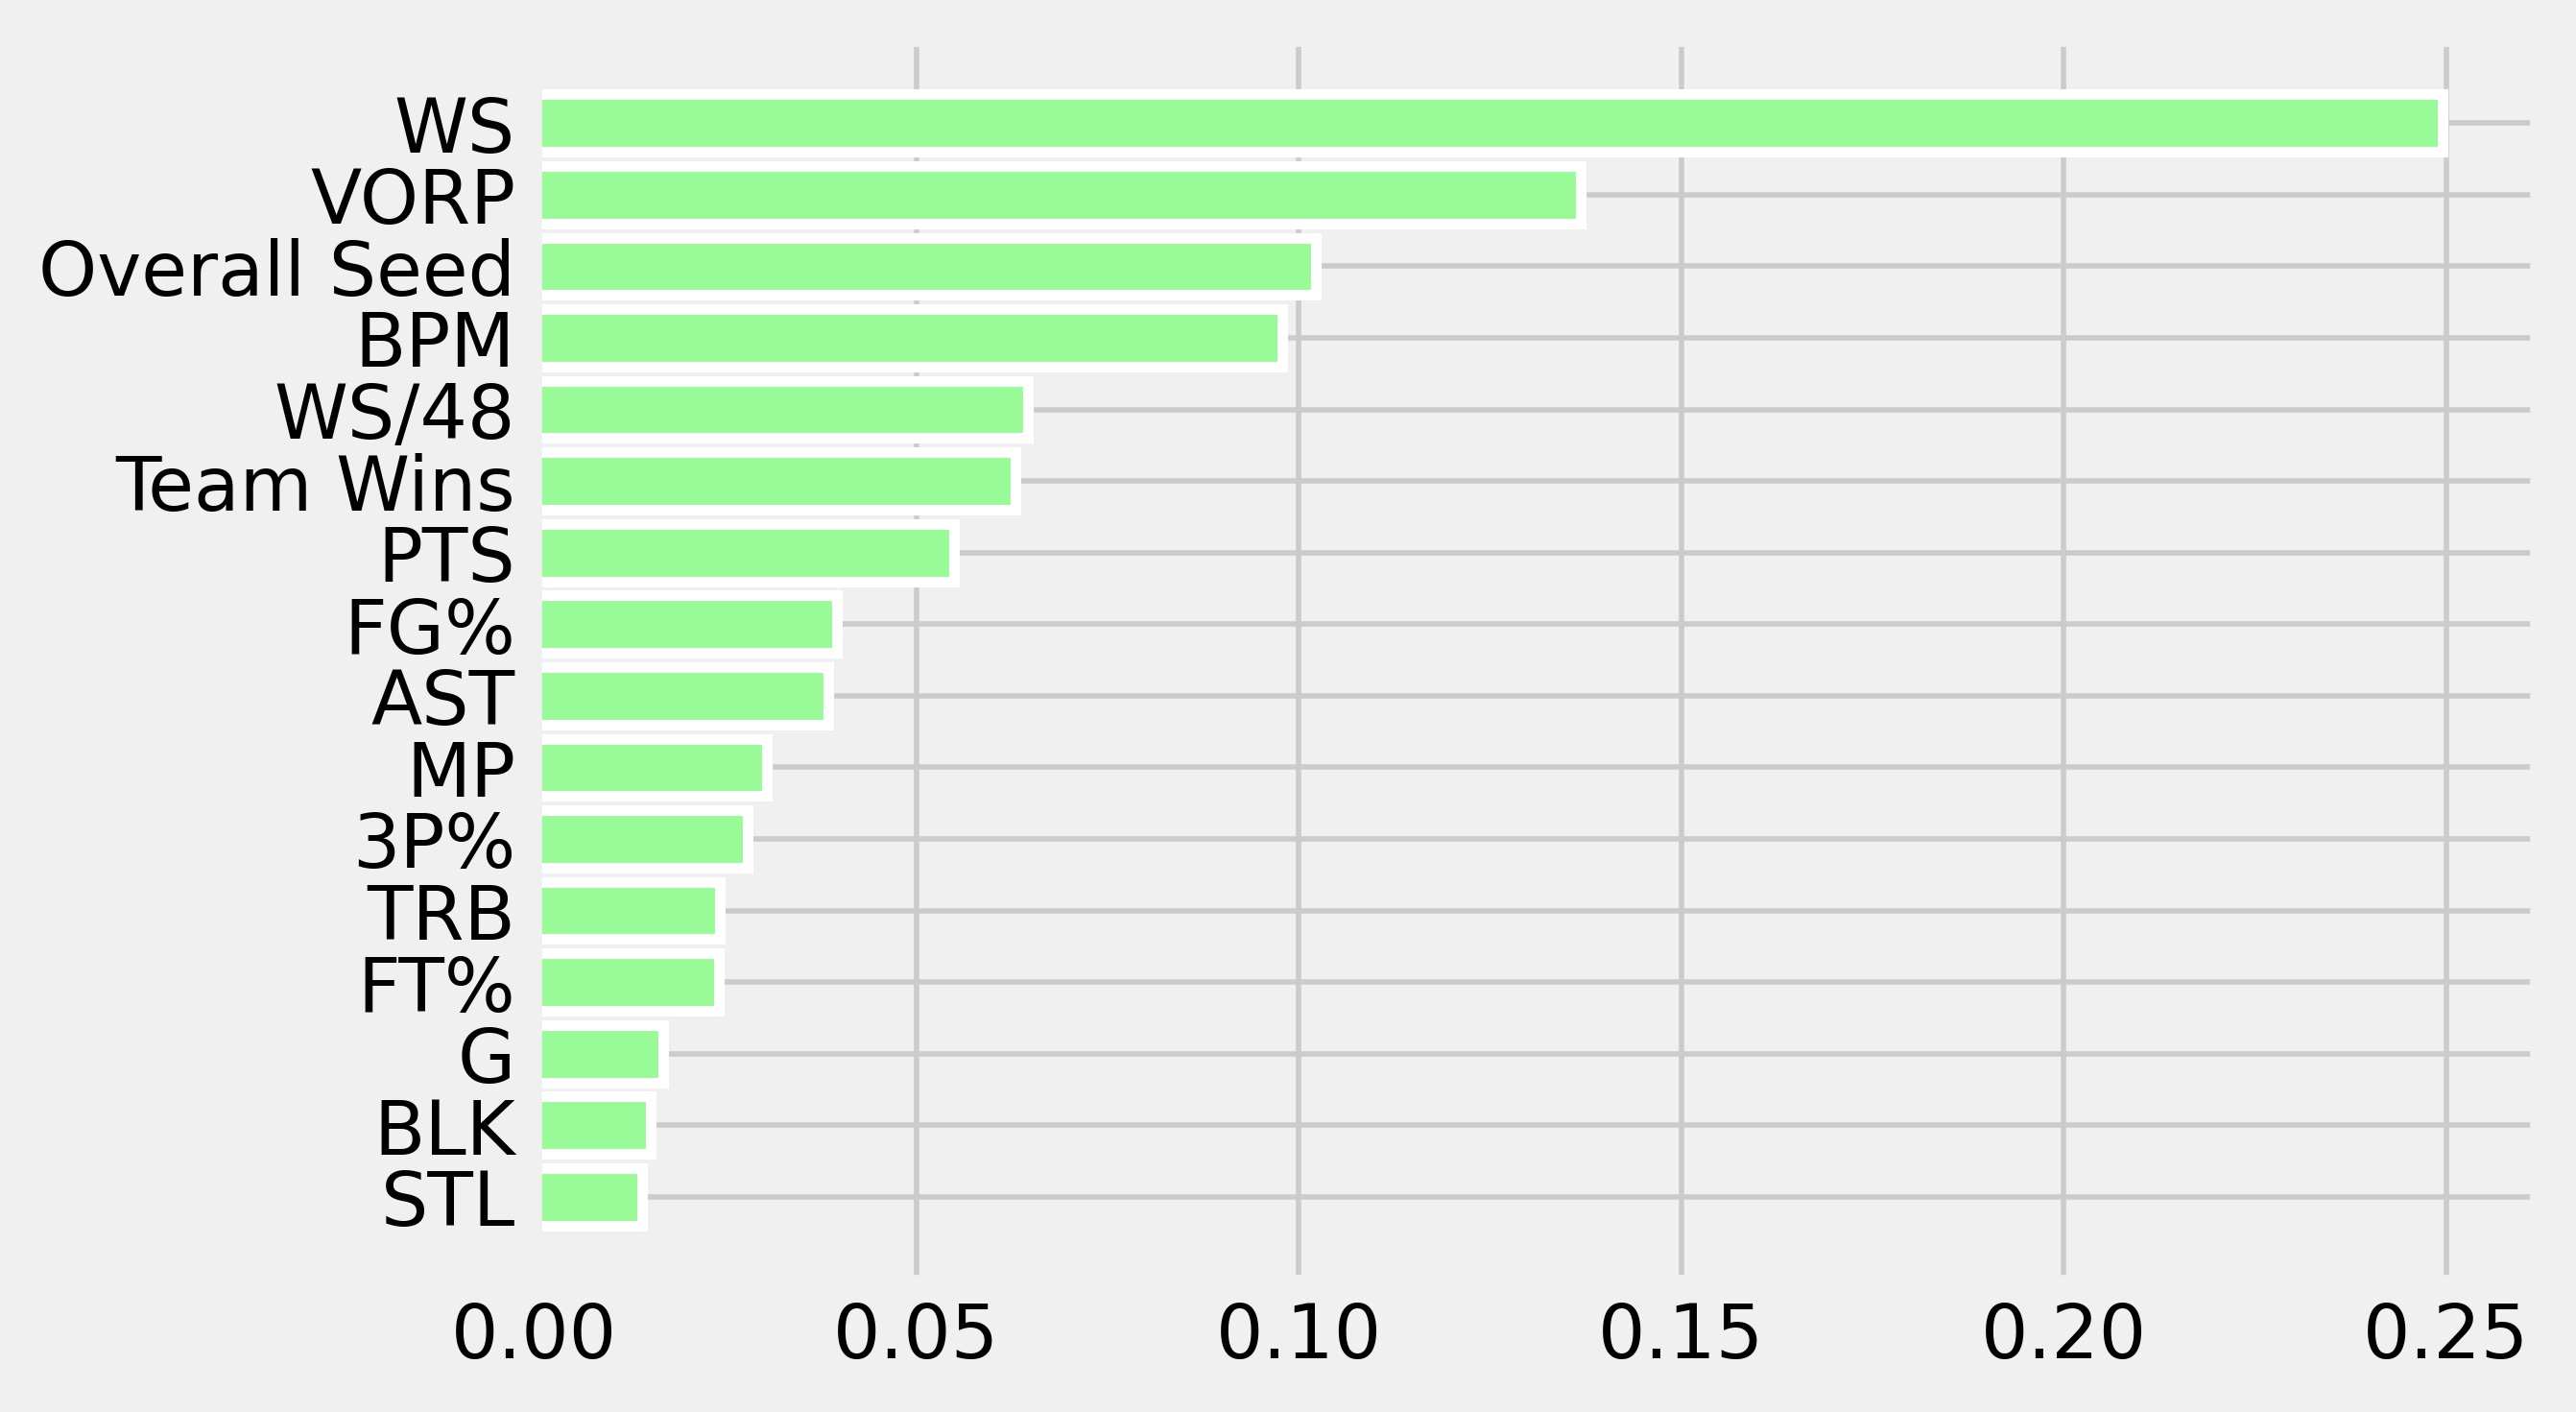 WS
VORP
Overall Seed
BPM
WS/48
Team Wins
PTS
FG%
AST
MP
3P%
TRB
FT%
G
BLK
STL
0.00 0.05 0.10 0.15 0.20 0.25